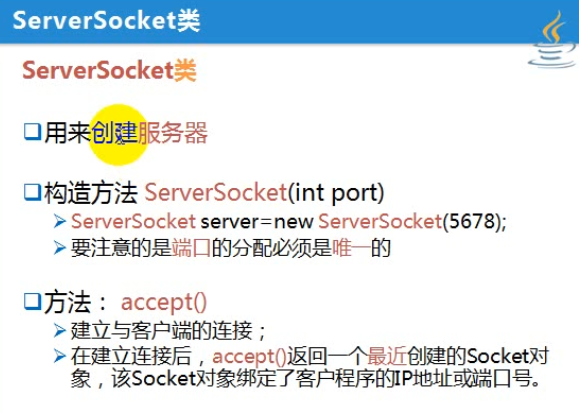 ServerSocket类
ServerSocket类
用来创建服务器
构造方法 ServerSocket(int port)
ServerSocket server=new ServerSocket(5678);
要注意的是端口的分配必须是唯一的
方法： accept()
建立与客户端的连接；
在建立连接后，accept()返回一个最近创建的Socket对
象，该Socket对象绑定了客户程序的IP地址或端口号。